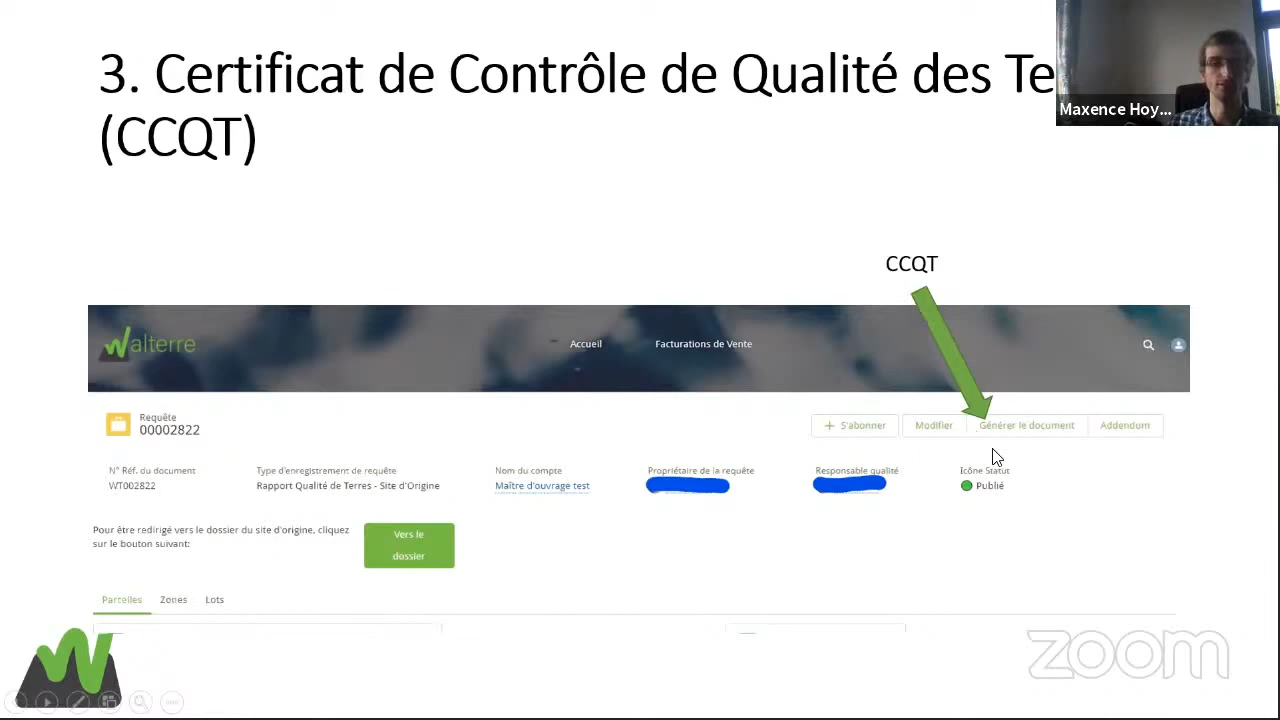 3. Certificat de Contrôle de Qualité des Te
(CCQT)
Maxence Hoy...
CCQT
Walterre
Accueil
Facturations de Vente
Requête
00002822
+ S'abonner
Modifier
Générer le document
Addendum
N° Réf. du document
WT002822
Type d'enregistrement de requête
Rapport Qualité de Terres - Site d'Origine
Nom du compte
Maître d'ouvrage test
Propriétaire de la requête
Responsable qualité
Icône Statut
Publié
Pour être redirigé vers le dossier du site d'origine, cliquez
sur le bouton suivant:
Vers le
dossier
Parcelles
Zones
Lots
zoom